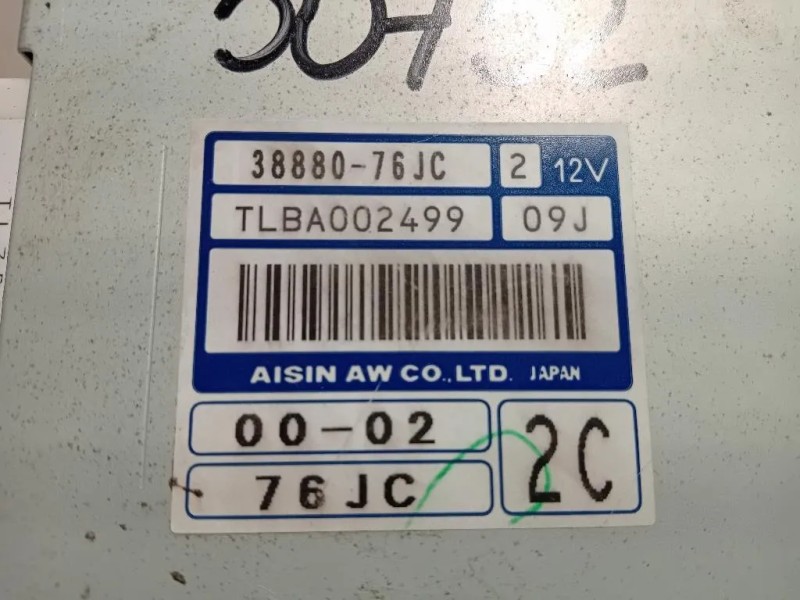 38880-76JC 2 12V
TLBA002499 09J
AISIN AW CO.,LTD. JAPAN
00-02
76JC 2C